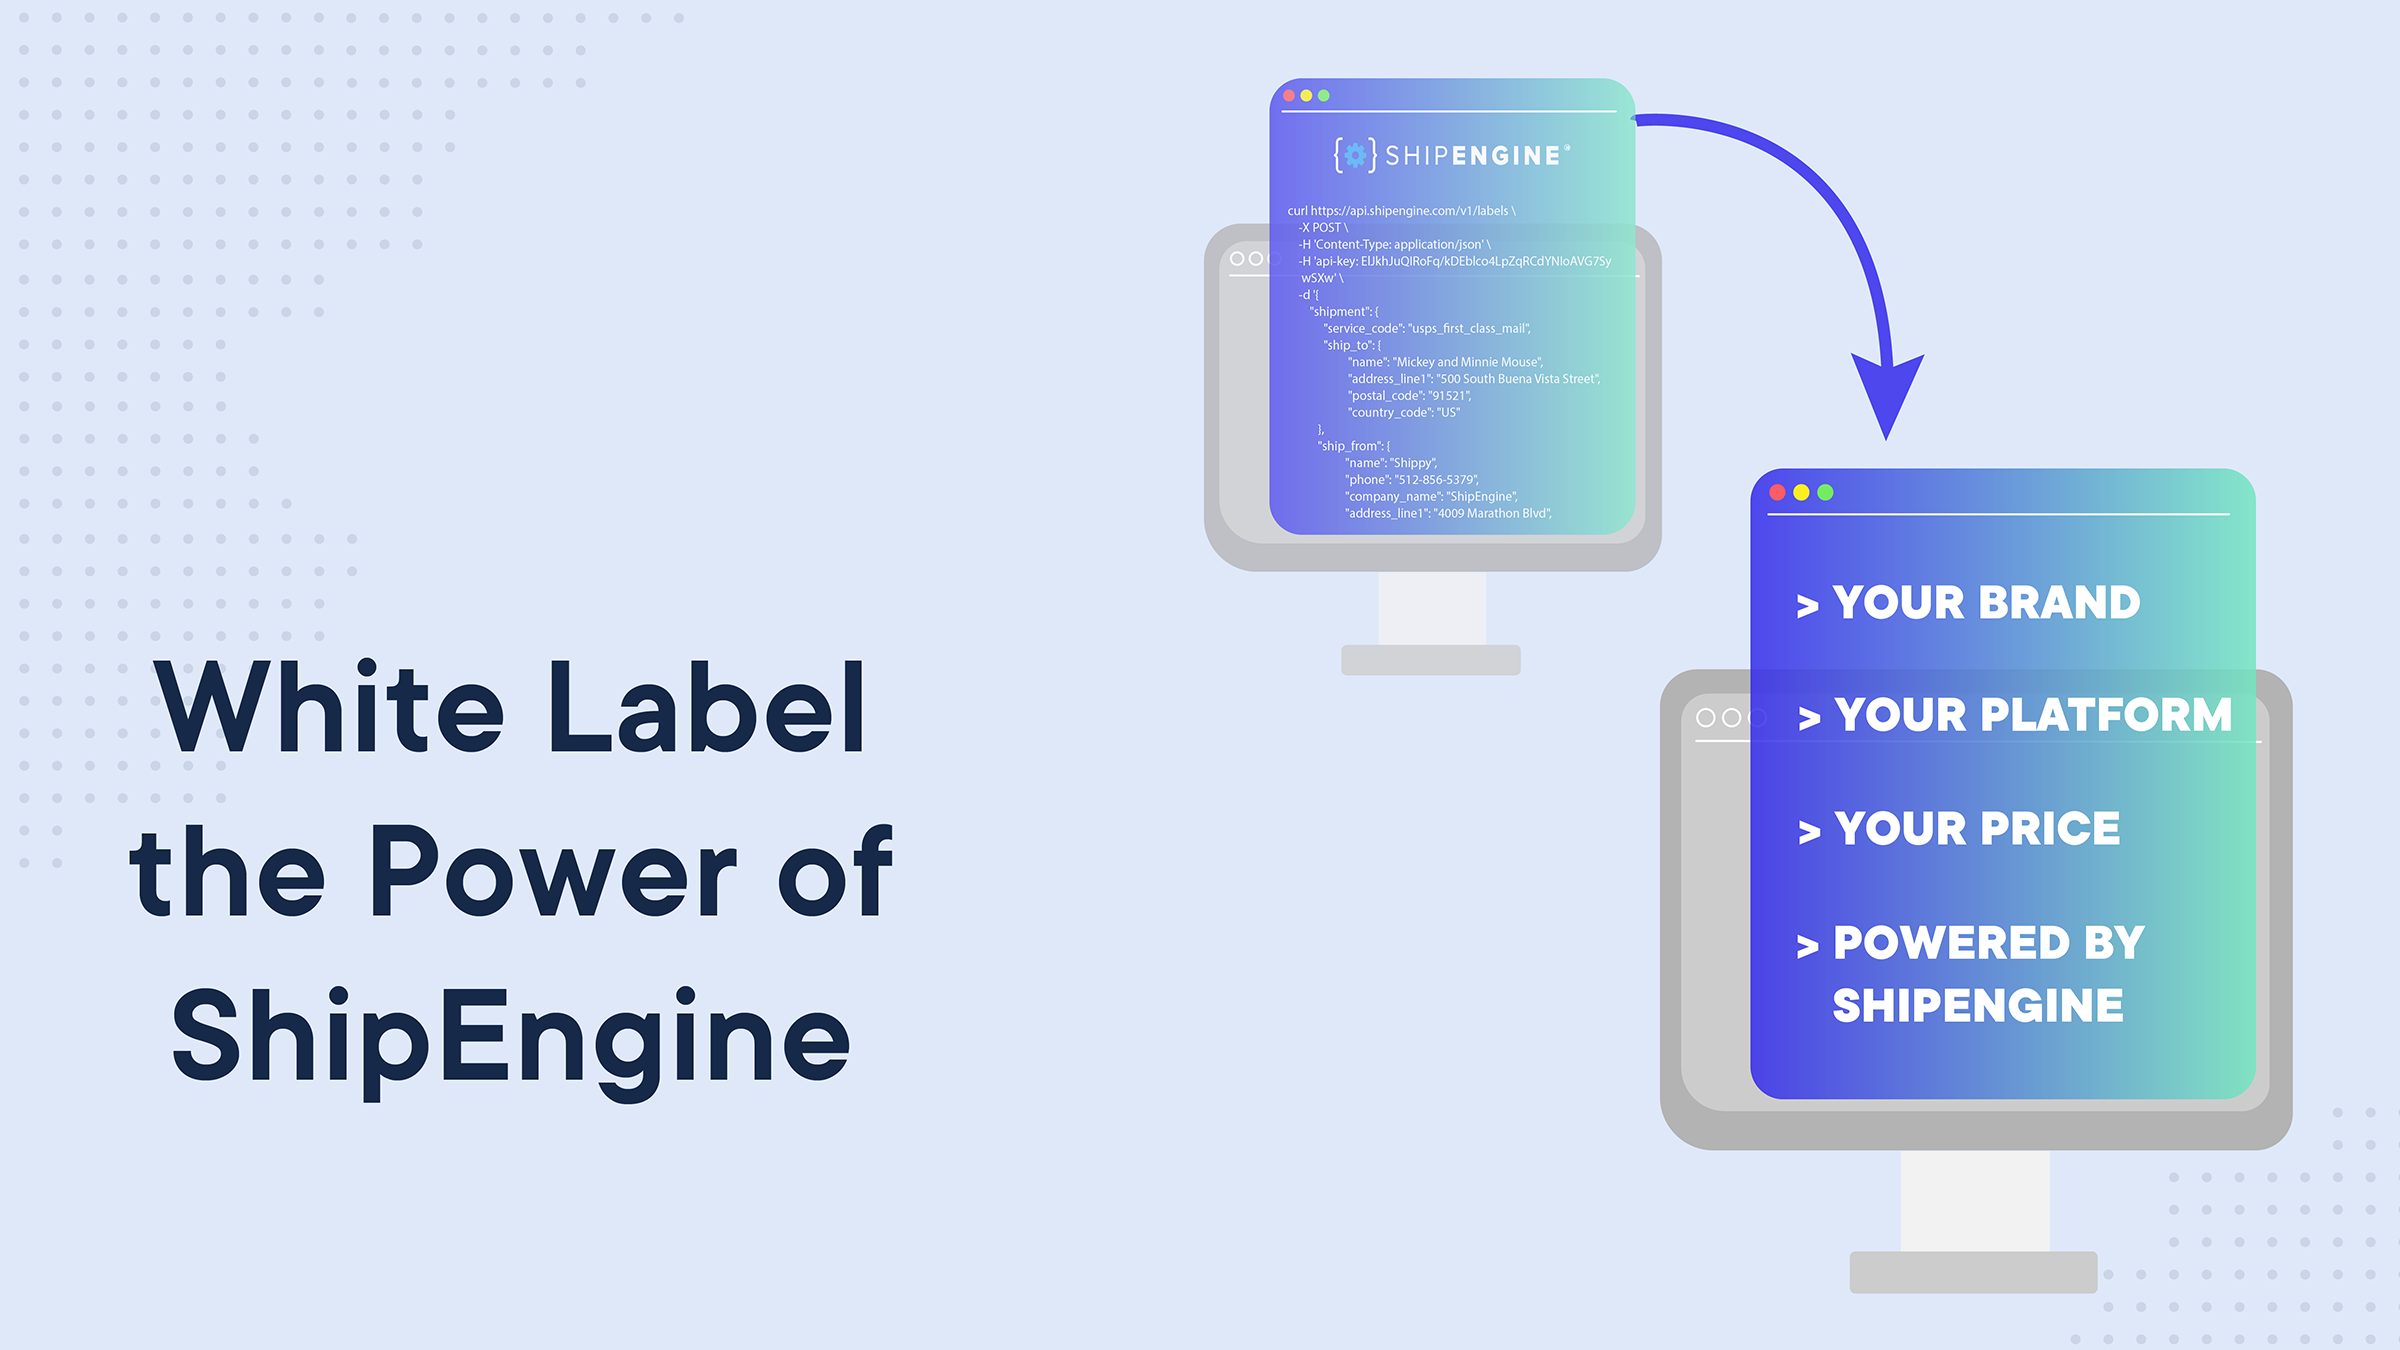 White Label
the Power of
ShipEngine
{ } SHIPENGINE®
curl https://api.shipengine.com/v1/labels \
-X POST \
-H 'Content-Type: application/json' \
-H 'api-key: ElJkhJuQIRoFq/kDEblco4LpZqRCdYNIoAVG7Sy
wSXw' \
-d '{
"shipment": {
"service_code": "usps_first_class_mail",
"ship_to": {
"name": "Mickey and Minnie Mouse",
"address_line1": "500 South Buena Vista Street",
"postal_code": "91521",
"country_code": "US"
},
"ship_from": {
"name": "Shippy",
"phone": "512-856-5379",
"company_name": "ShipEngine",
"address_line1": "4009 Marathon Blvd",
> YOUR BRAND
> YOUR PLATFORM
> YOUR PRICE
> POWERED BY
SHIPENGINE